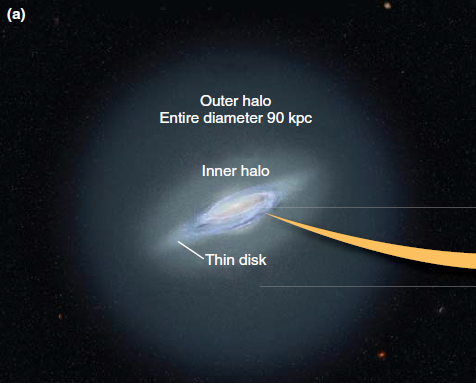 (a)
Outer halo
Entire diameter 90 kpc
Inner halo
Thin disk